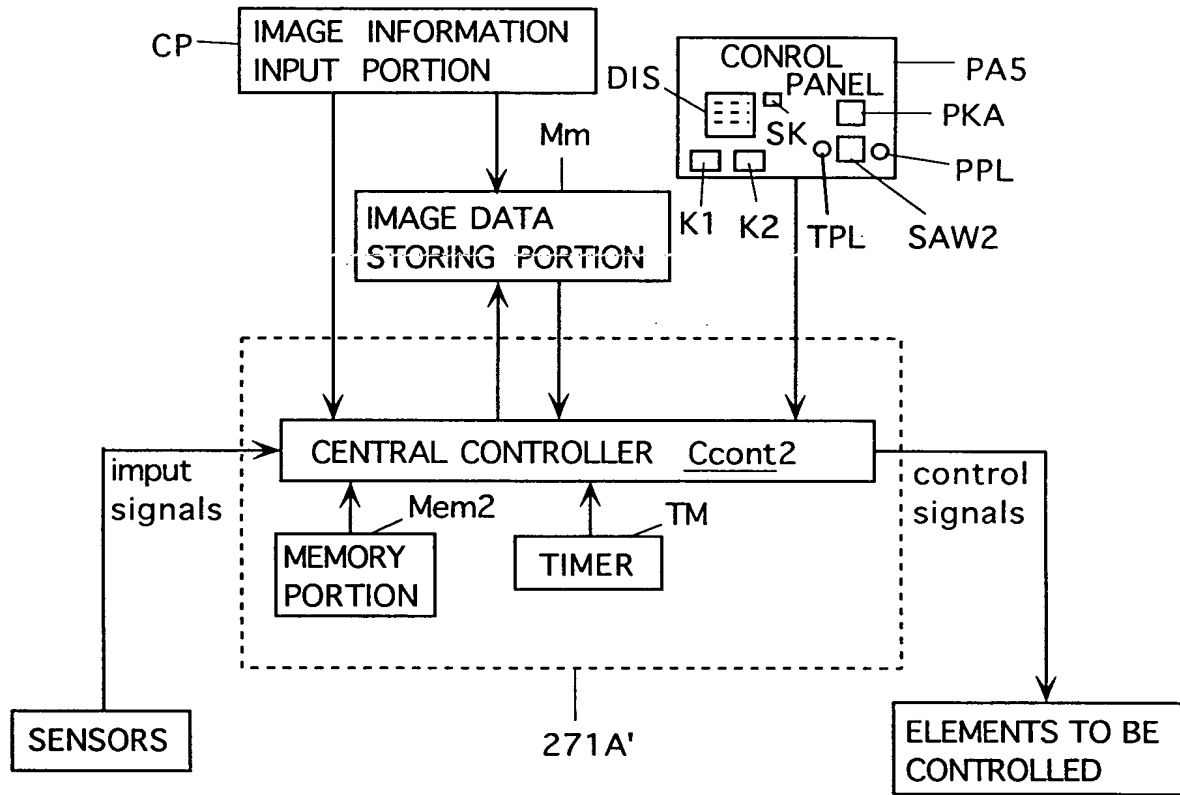 CP
IMAGE INFORMATION
INPUT PORTION
CONROL
PANEL
PA5
DIS
PKA
SK
Mm
PPL
K1
K2
TPL
SAW2
IMAGE DATA
STORING PORTION
CENTRAL CONTROLLER Ccont2
imput
signals
control
signals
Mem2
TM
MEMORY
PORTION
TIMER
SENSORS
271A'
ELEMENTS TO BE
CONTROLLED